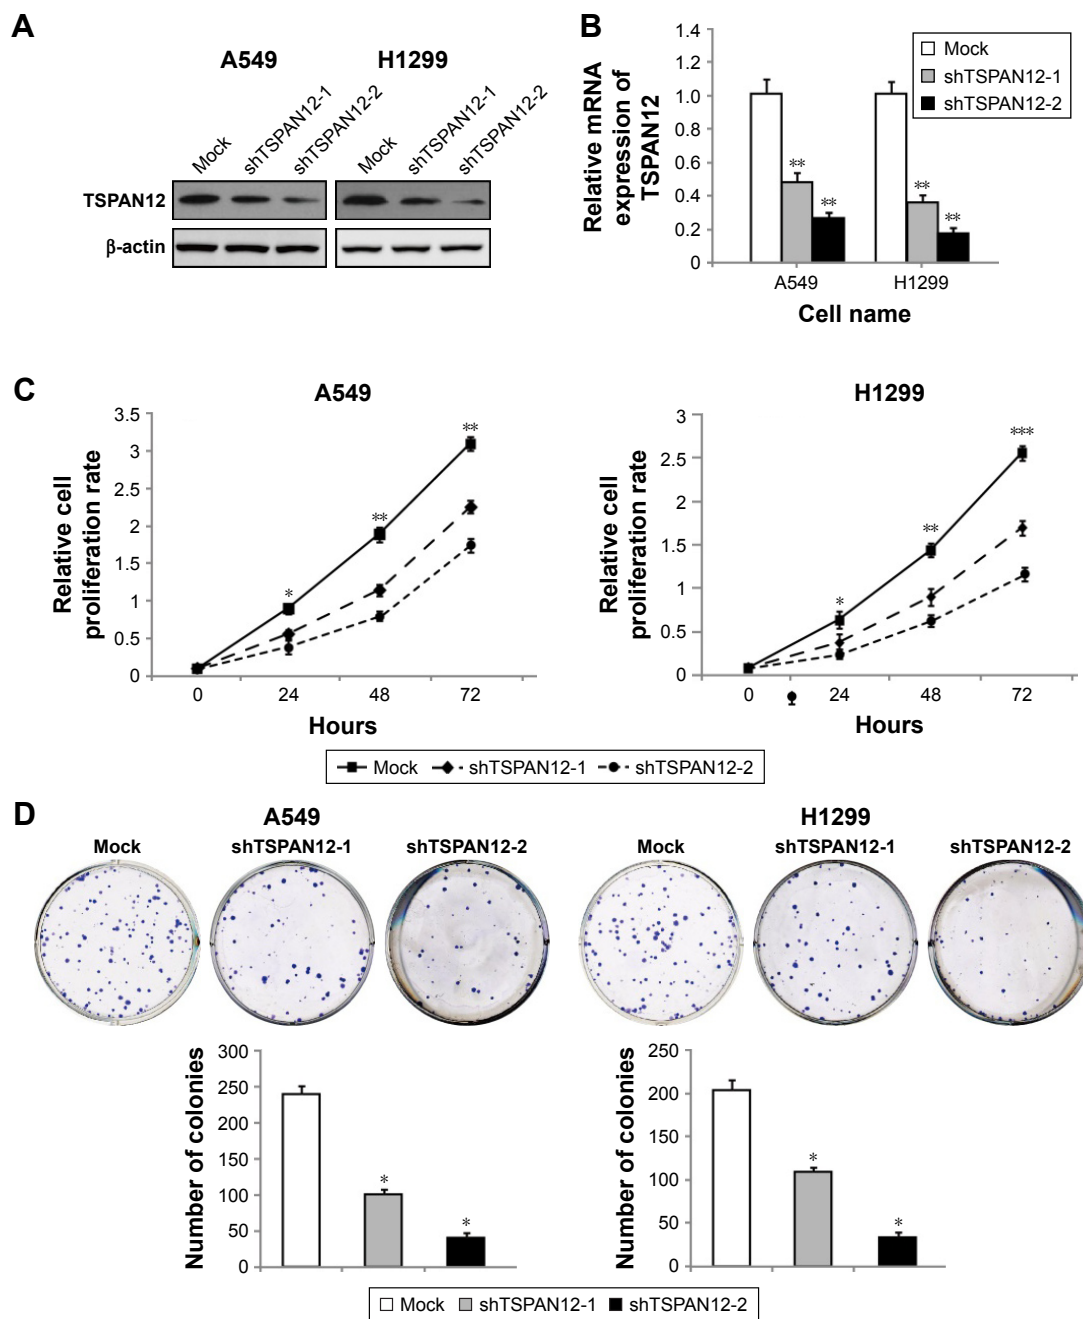 A
A549
H1299
Mock
shTSPAN12-1
shTSPAN12-2
Mock
shTSPAN12-1
shTSPAN12-2
TSPAN12
β-actin
B
Relative mRNA
expression of
TSPAN12
1.4
1.2
1.0
0.8
0.6
0.4
0.2
0
Mock
shTSPAN12-1
shTSPAN12-2
**
**
**
**
A549
H1299
Cell name
C
A549
Relative cell
proliferation rate
3.5
3
2.5
2
1.5
1
0.5
0
*
**
**
0
24
48
72
Hours
H1299
Relative cell
proliferation rate
3
2.5
2
1.5
1
0.5
0
*
**
***
0
24
48
72
Hours
Mock
shTSPAN12-1
shTSPAN12-2
D
A549
Mock
shTSPAN12-1
shTSPAN12-2
H1299
Mock
shTSPAN12-1
shTSPAN12-2
Number of colonies
300
250
200
150
100
50
0
*
*
Number of colonies
250
200
150
100
50
0
*
*
Mock
shTSPAN12-1
shTSPAN12-2